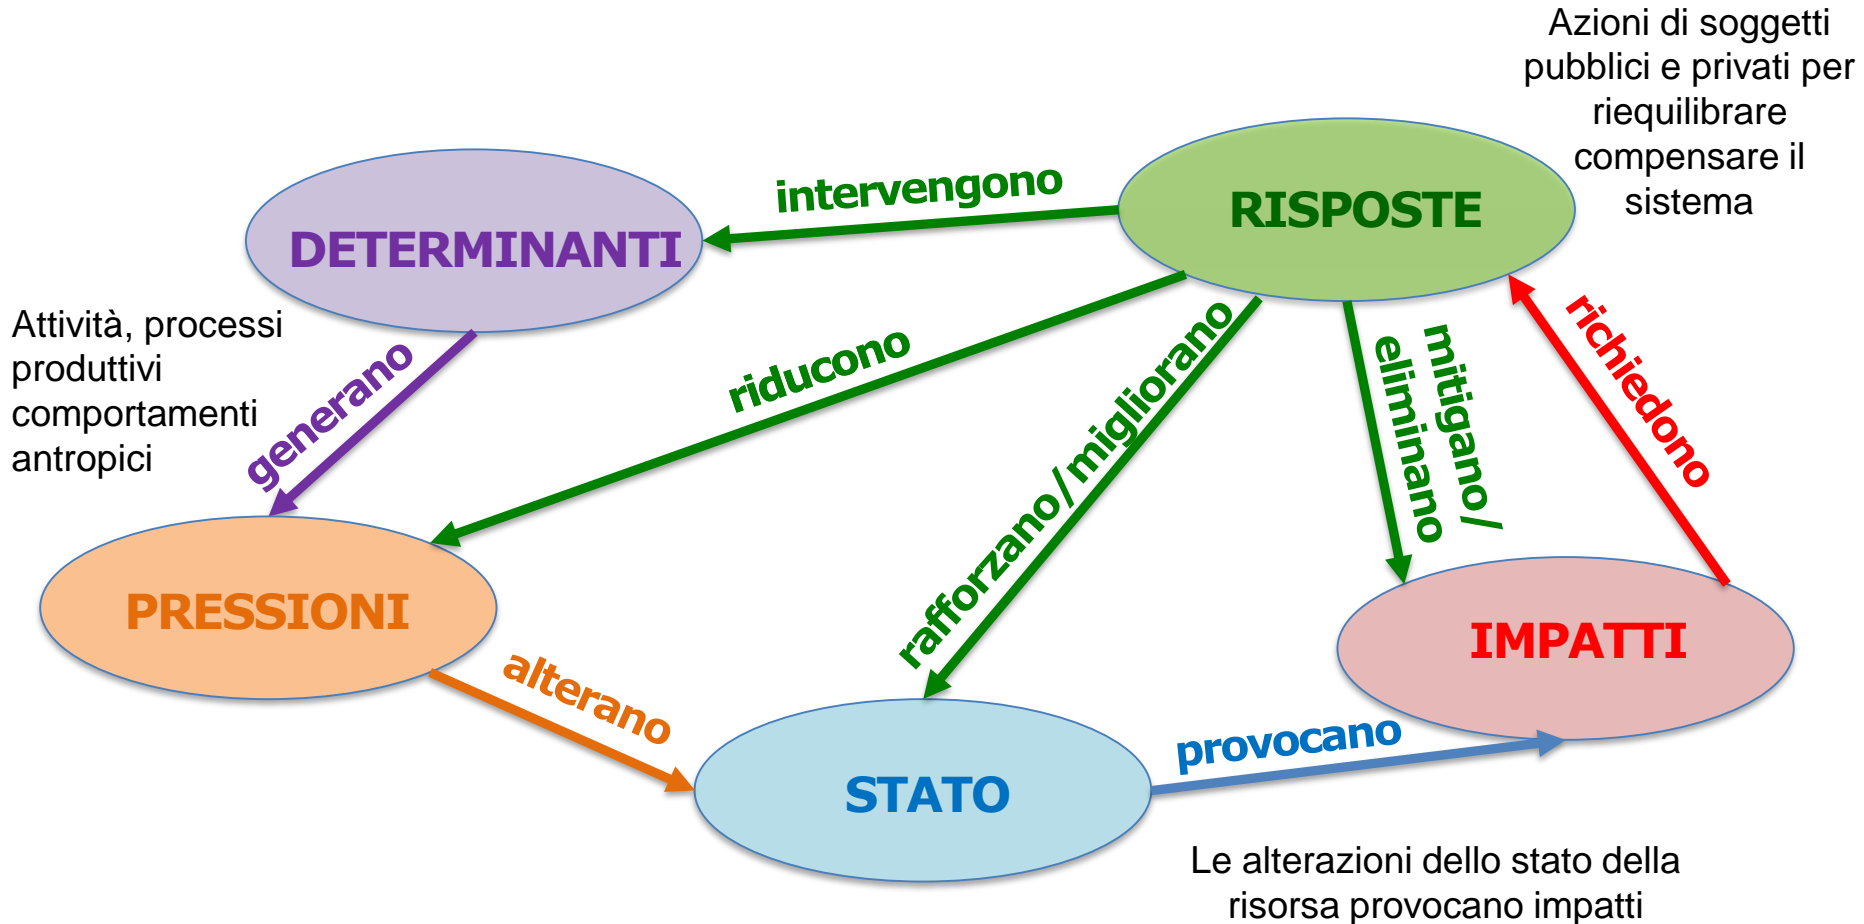 Azioni di soggetti
pubblici e privati per
riequilibrare
compensare il
sistema
intervengono
RISPOSTE
DETERMINANTI
Attività, processi
produttivi
comportamenti
antropici
generano
riducono
rafforzano/migliorano
mitigano/
eliminano
richiedono
PRESSIONI
IMPATTI
alterano
provocano
STATO
Le alterazioni dello stato della
risorsa provocano impatti